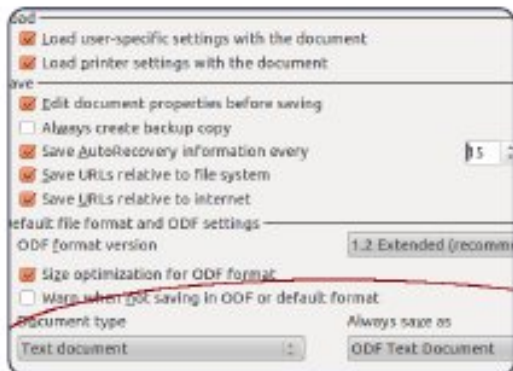 Load user-specific settings with the document
Load printer settings with the document
Edit document properties before saving
Always create backup copy
Save AutoRecovery information every 15
Save URLs relative to file system
Save URLs relative to internet
efault file format and ODF settings
ODF format version 1.2 Extended (recomme
Size optimization for ODF format
Warn when not saving in ODF or default format
Document type Always save as
Text document ODF Text Document